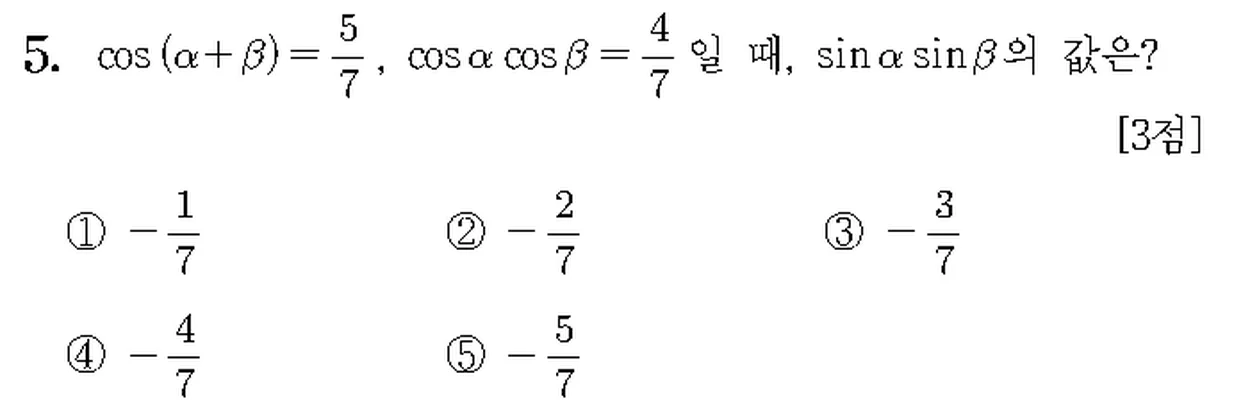 5. cos(α+β)=5/7, cosα cosβ=4/7일 때, sinα sinβ의 값은?
[3점]
① -1/7 ② -2/7 ③ -3/7
④ -4/7 ⑤ -5/7